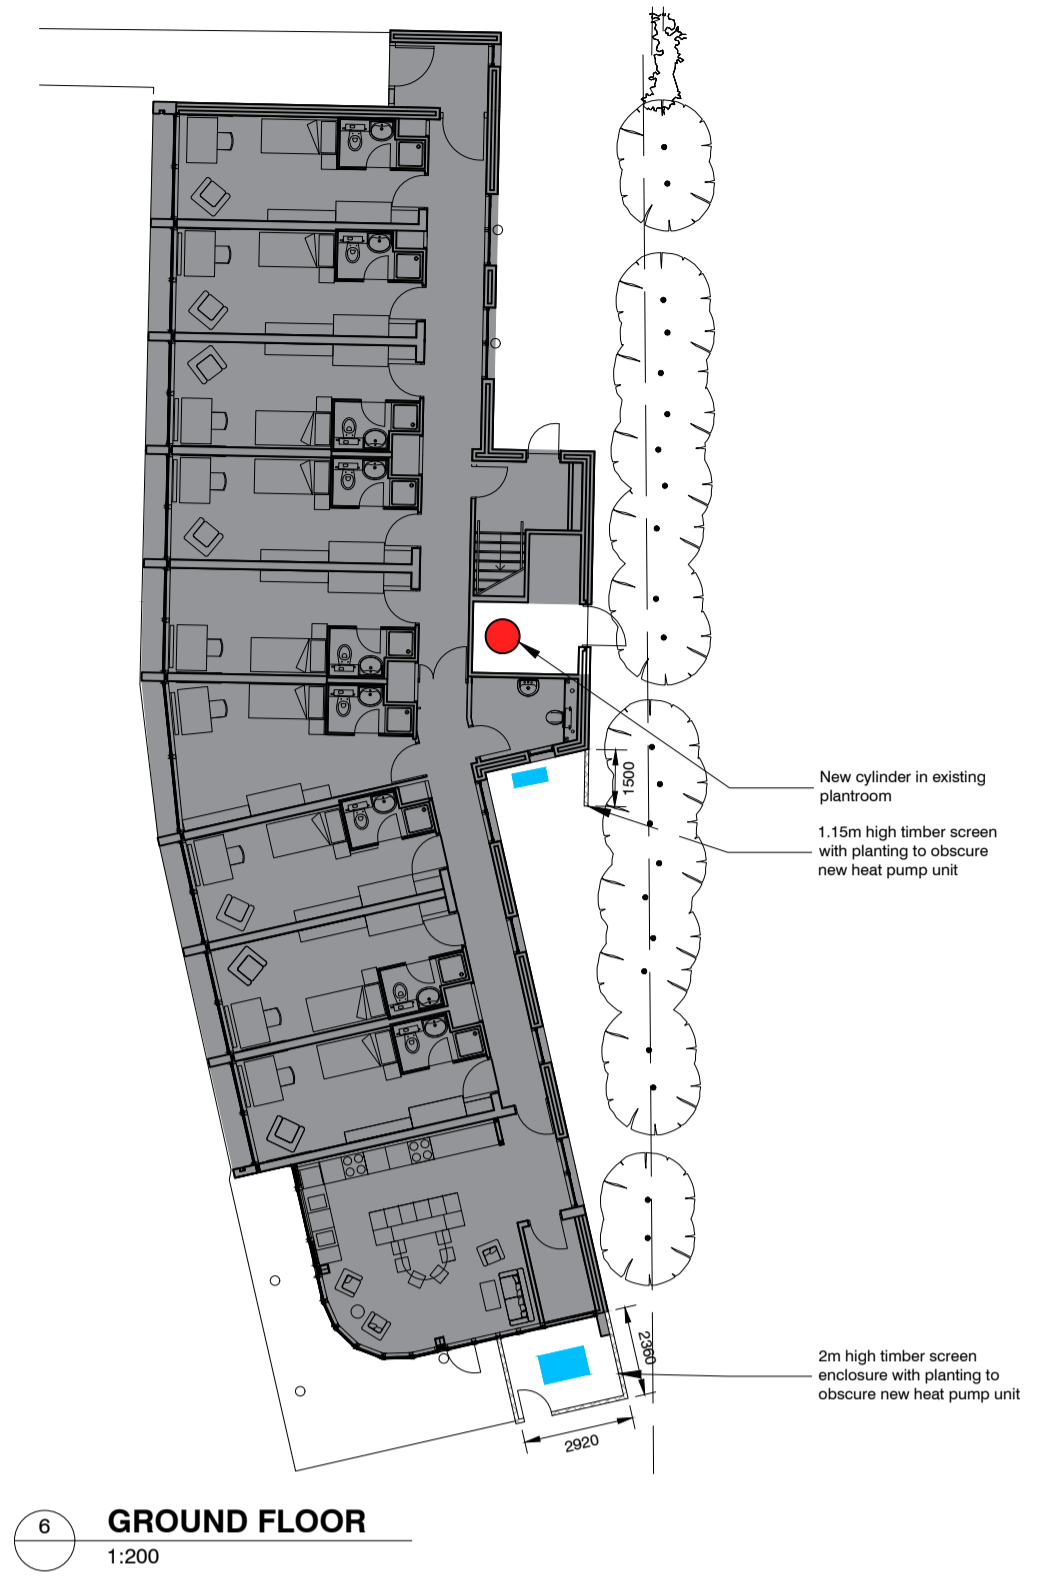 1500
New cylinder in existing
plantroom
1.15m high timber screen
with planting to obscure
new heat pump unit
2360
2m high timber screen
enclosure with planting to
obscure new heat pump unit
2920
6
GROUND FLOOR
1:200